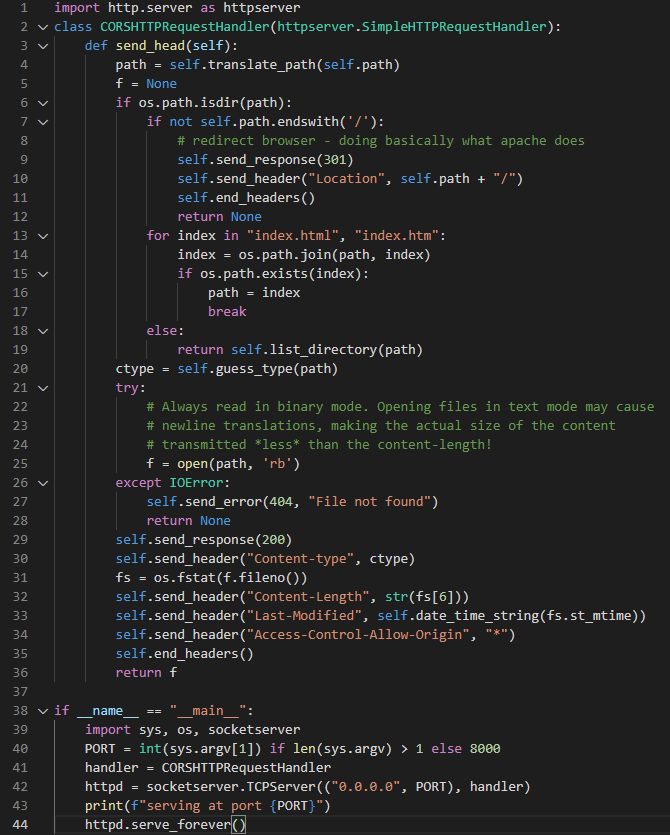 1 import http.server as httpserver
2 class CORSHTTPRequestHandler(httpserver.SimpleHTTPRequestHandler):
3     def send_head(self):
4         path = self.translate_path(self.path)
5         f = None
6         if os.path.isdir(path):
7             if not self.path.endswith('/'):
8                 # redirect browser - doing basically what apache does
9                 self.send_response(301)
10                 self.send_header("Location", self.path + "/")
11                 self.end_headers()
12                 return None
13             for index in "index.html", "index.htm":
14                 index = os.path.join(path, index)
15                 if os.path.exists(index):
16                     path = index
17                     break
18             else:
19                 return self.list_directory(path)
20         ctype = self.guess_type(path)
21         try:
22             # Always read in binary mode. Opening files in text mode may cause
23             # newline translations, making the actual size of the content
24             # transmitted *less* than the content-length!
25             f = open(path, 'rb')
26         except IOError:
27             self.send_error(404, "File not found")
28             return None
29         self.send_response(200)
30         self.send_header("Content-type", ctype)
31         fs = os.fstat(f.fileno())
32         self.send_header("Content-Length", str(fs[6]))
33         self.send_header("Last-Modified", self.date_time_string(fs.st_mtime))
34         self.send_header("Access-Control-Allow-Origin", "*")
35         self.end_headers()
36         return f
37
38 if __name__ == "__main__":
39     import sys, os, socketserver
40     PORT = int(sys.argv[1]) if len(sys.argv) > 1 else 8000
41     handler = CORSHTTPRequestHandler
42     httpd = socketserver.TCPServer(("0.0.0.0", PORT), handler)
43     print(f"serving at port {PORT}")
44     httpd.serve_forever()